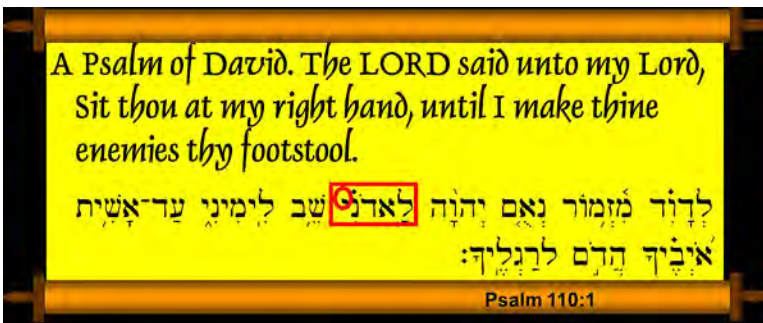 A Psalm of David. The LORD said unto my Lord,
Sit thou at my right hand, until I make thine
enemies thy footstool.
לְדָוִ֗ד מִ֫זְמ֥וֹר נְאֻ֤ם יְהוָ֨ה לַֽאדֹנִ֗י שֵׁ֥ב לִֽימִינִ֑י עַד־אָשִׁ֥ית
אֹ֝יְבֶ֗יךָ הֲדֹ֣ם לְרַגְלֶֽיךָ׃
Psalm 110:1